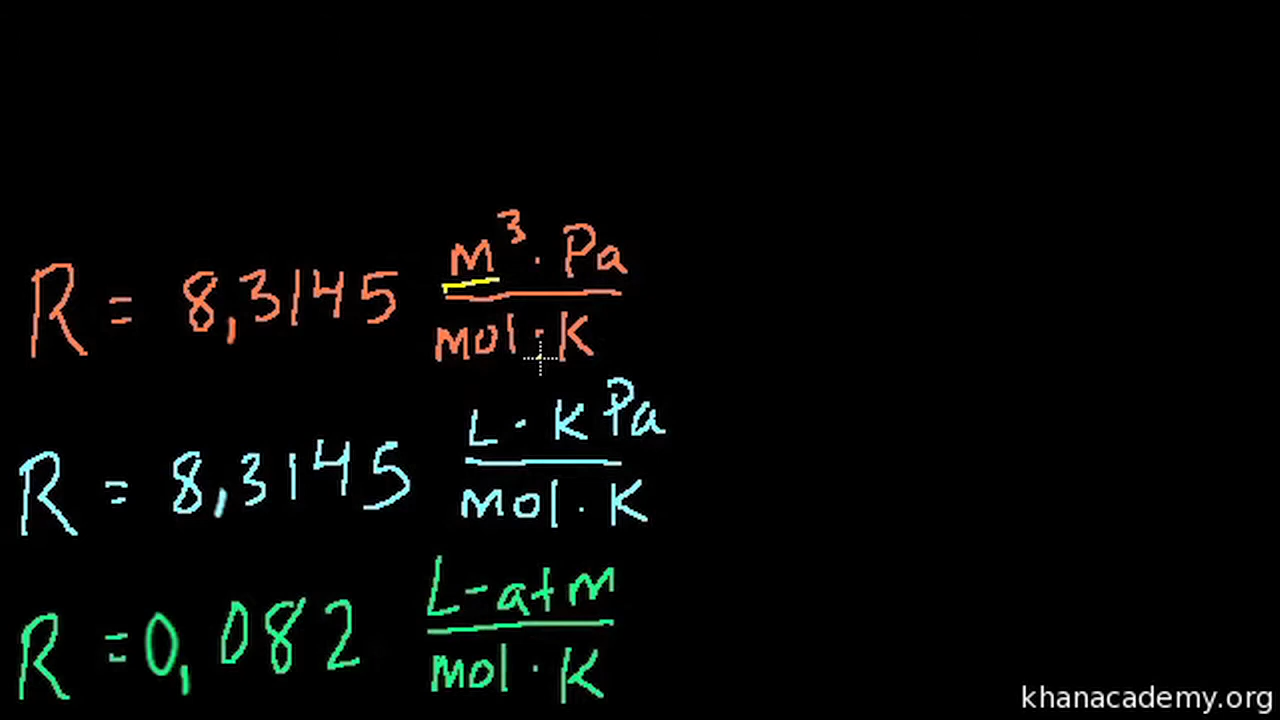 R = 8,3145 m³ · Pa / mol · K
R = 8,3145 L · KPa / mol · K
R = 0,082 L-atm / mol · K
khanacademy.org